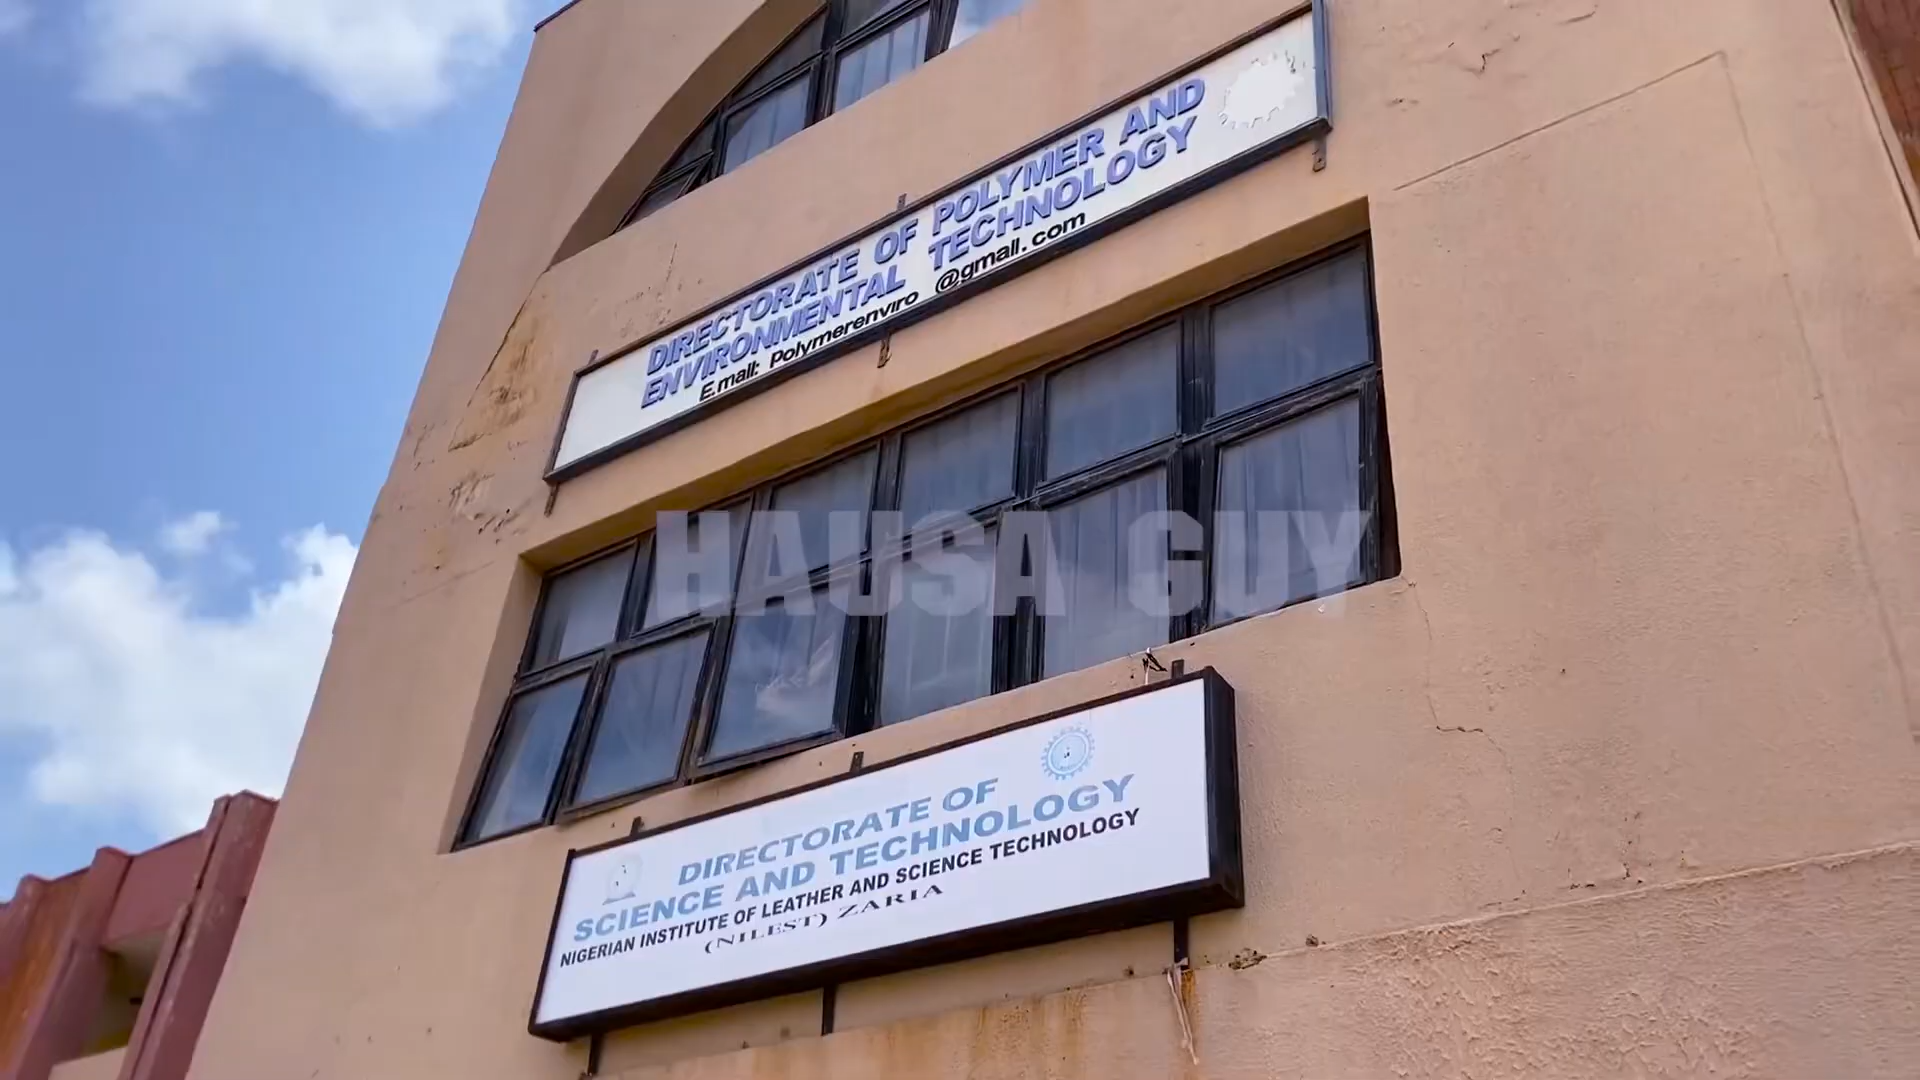 DIRECTORATE OF POLYMER AND
ENVIRONMENTAL TECHNOLOGY
E.mail: polymerenviro @gmail.com
HAUSA GUY
DIRECTORATE OF
SCIENCE AND TECHNOLOGY
NIGERIAN INSTITUTE OF LEATHER AND SCIENCE TECHNOLOGY
(NILEST) ZARIA